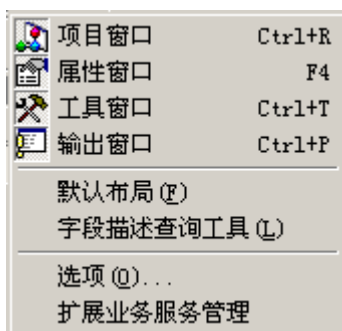 项目窗口 Ctrl+R
属性窗口 F4
工具窗口 Ctrl+T
输出窗口 Ctrl+P
默认布局(F)
字段描述查询工具(L)
选项(O)...
扩展业务服务管理